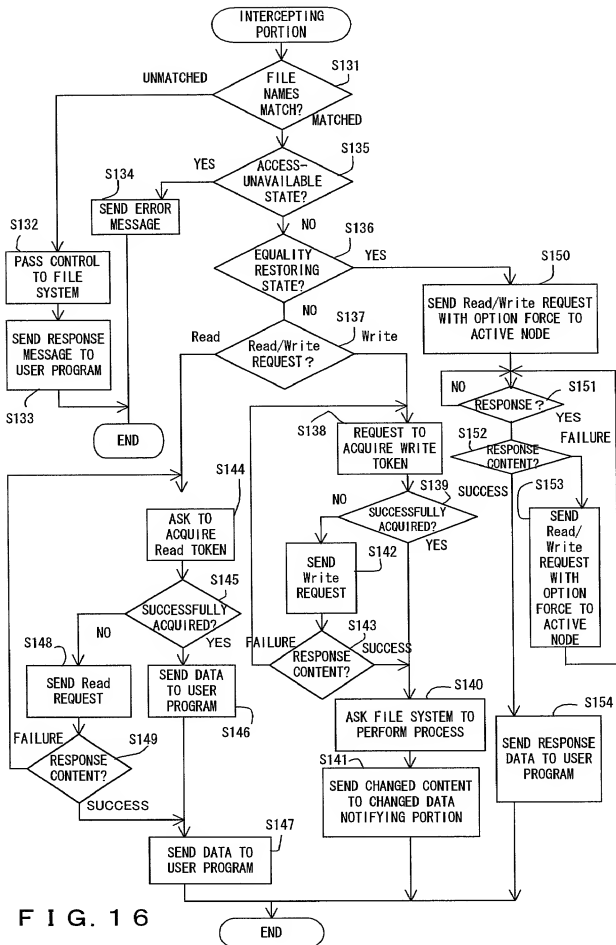 INTERCEPTING
PORTION
S131
UNMATCHED
FILE
NAMES
MATCH?
MATCHED
S135
YES
ACCESS-
UNAVAILABLE
STATE?
S134
SEND ERROR
MESSAGE
NO
S132
S136
PASS CONTROL
TO FILE
SYSTEM
EQUALITY
RESTORING
STATE?
YES
S150
SEND Read/Write REQUEST
WITH OPTION FORCE TO
ACTIVE NODE
NO
S137
SEND RESPONSE
MESSAGE TO
USER PROGRAM
S133
Read
Read/Write
REQUEST?
Write
END
NO
S151
RESPONSE?
YES
S138
REQUEST TO
ACQUIRE WRITE
TOKEN
S152
FAILURE
RESPONSE
CONTENT?
S153
SUCCESS
S144
ASK TO
ACQUIRE
Read TOKEN
S139
NO
SUCCESSFULLY
ACQUIRED?
YES
SEND
Read/
Write
REQUEST
WITH
OPTION
FORCE TO
ACTIVE
NODE
S142
SEND
Write
REQUEST
S145
SUCCESSFULLY
ACQUIRED?
NO
YES
S143
FAILURE
RESPONSE
CONTENT?
SUCCESS
S148
SEND Read
REQUEST
SEND DATA
TO USER
PROGRAM
S146
S140
ASK FILE SYSTEM TO
PERFORM PROCESS
S154
SEND RESPONSE
DATA TO USER
PROGRAM
FAILURE
S149
RESPONSE
CONTENT?
SUCCESS
S141
SEND CHANGED CONTENT
TO CHANGED DATA
NOTIFYING PORTION
S147
SEND DATA TO
USER PROGRAM
FIG. 16
END